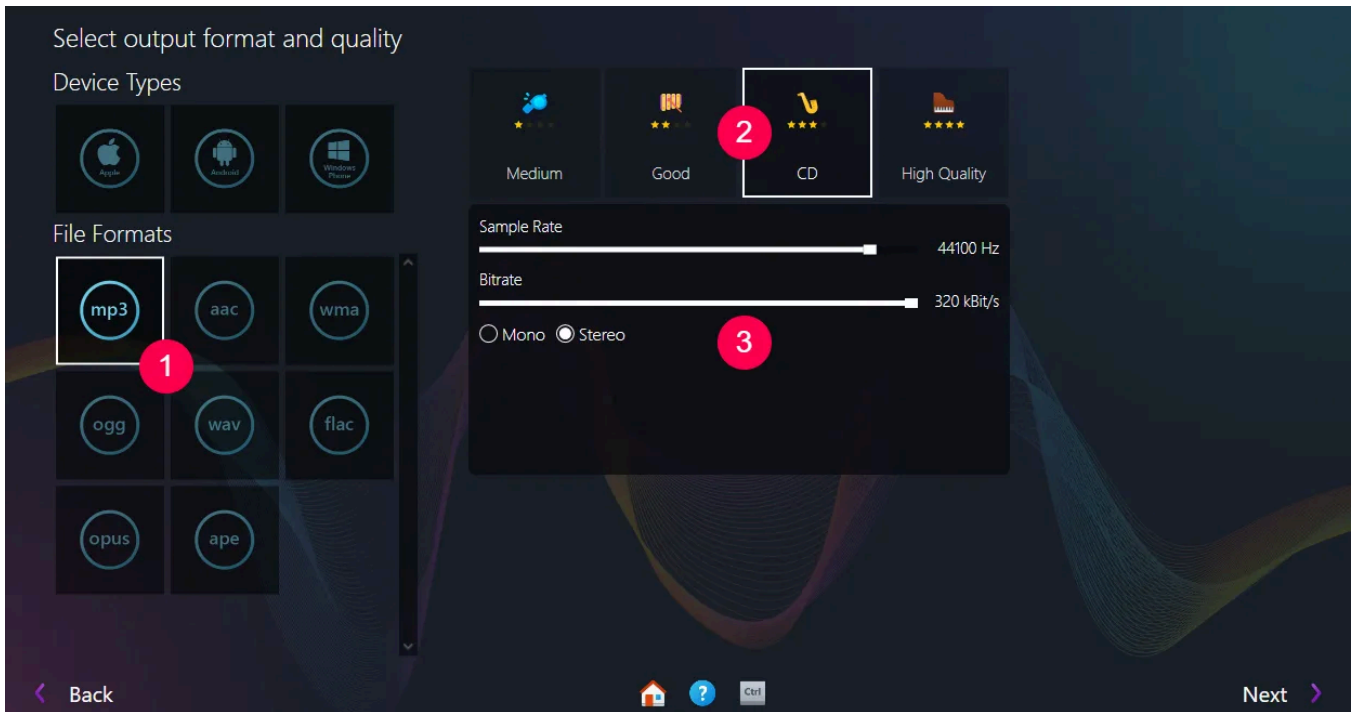 Select output format and quality
Device Types
Apple
Android
Windows
Phone
File Formats
mp3
aac
wma
1
ogg
wav
flac
opus
ape
2
Medium
Good
CD
High Quality
Sample Rate
44100 Hz
Bitrate
320 kBit/s
Mono
Stereo
3
Back
?
Ctrl
Next